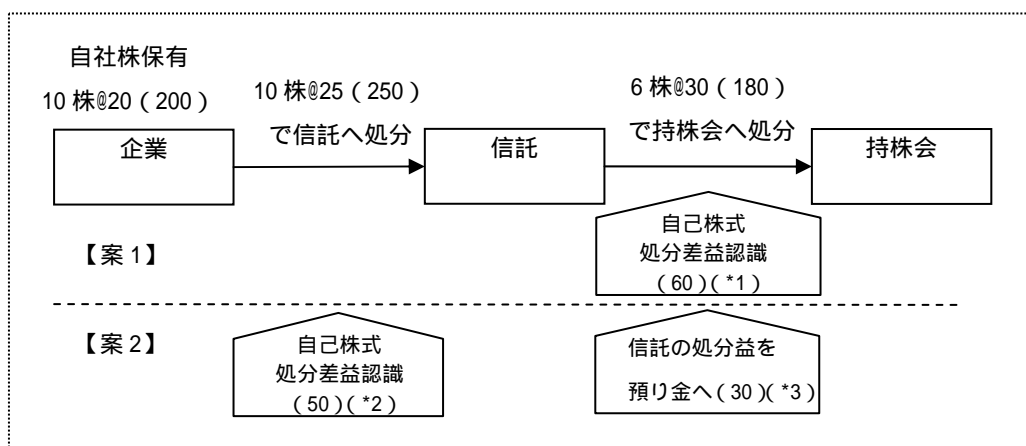 自社株保有
10 株@20(200)
10 株@25(250)
で信託へ処分
6 株@30(180)
で持株会へ処分
企業
信託
持株会
【案 1】
自己株式
処分差益認識
(60)(*1)
【案 2】
自己株式
処分差益認識
(50)(*2)
信託の処分益を
預り金へ(30)(*3)